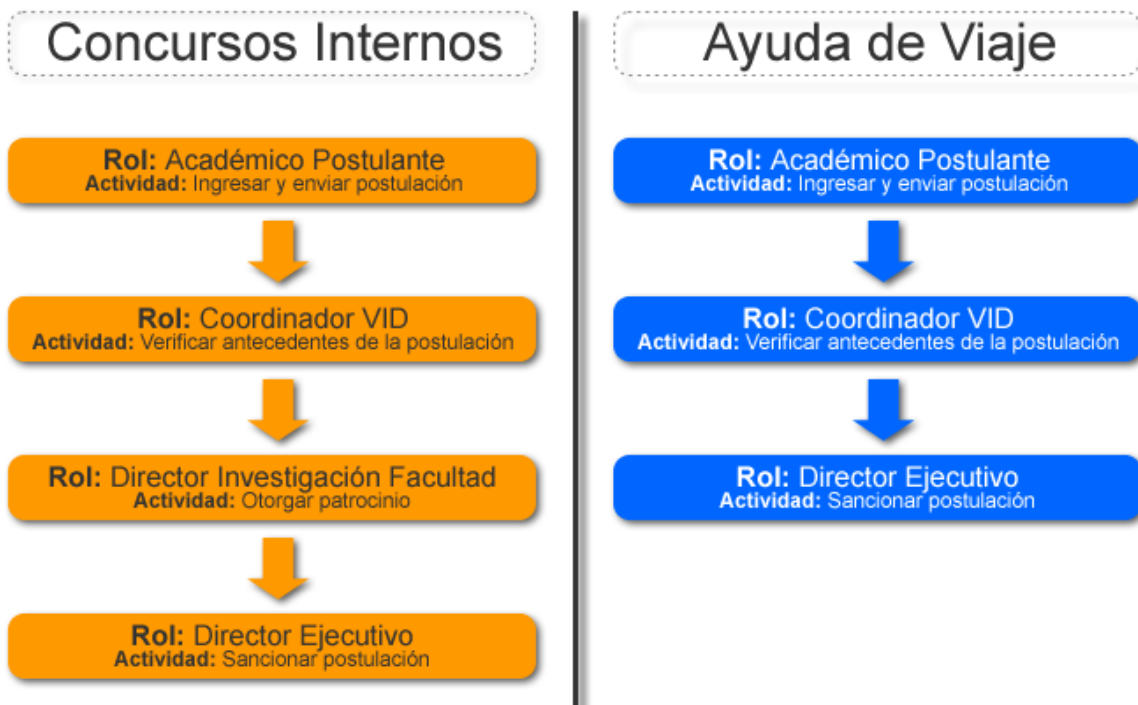 Concursos Internos
Rol: Académico Postulante
Actividad: Ingresar y enviar postulación
Rol: Coordinador VID
Actividad: Verificar antecedentes de la postulación
Rol: Director Investigación Facultad
Actividad: Otorgar patrocinio
Rol: Director Ejecutivo
Actividad: Sancionar postulación
Ayuda de Viaje
Rol: Académico Postulante
Actividad: Ingresar y enviar postulación
Rol: Coordinador VID
Actividad: Verificar antecedentes de la postulación
Rol: Director Ejecutivo
Actividad: Sancionar postulación